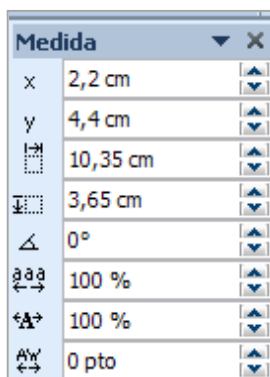 Medida
x 2,2 cm
y 4,4 cm
10,35 cm
3,65 cm
0°
aaa 100 %
A 100 %
AV 0 pto